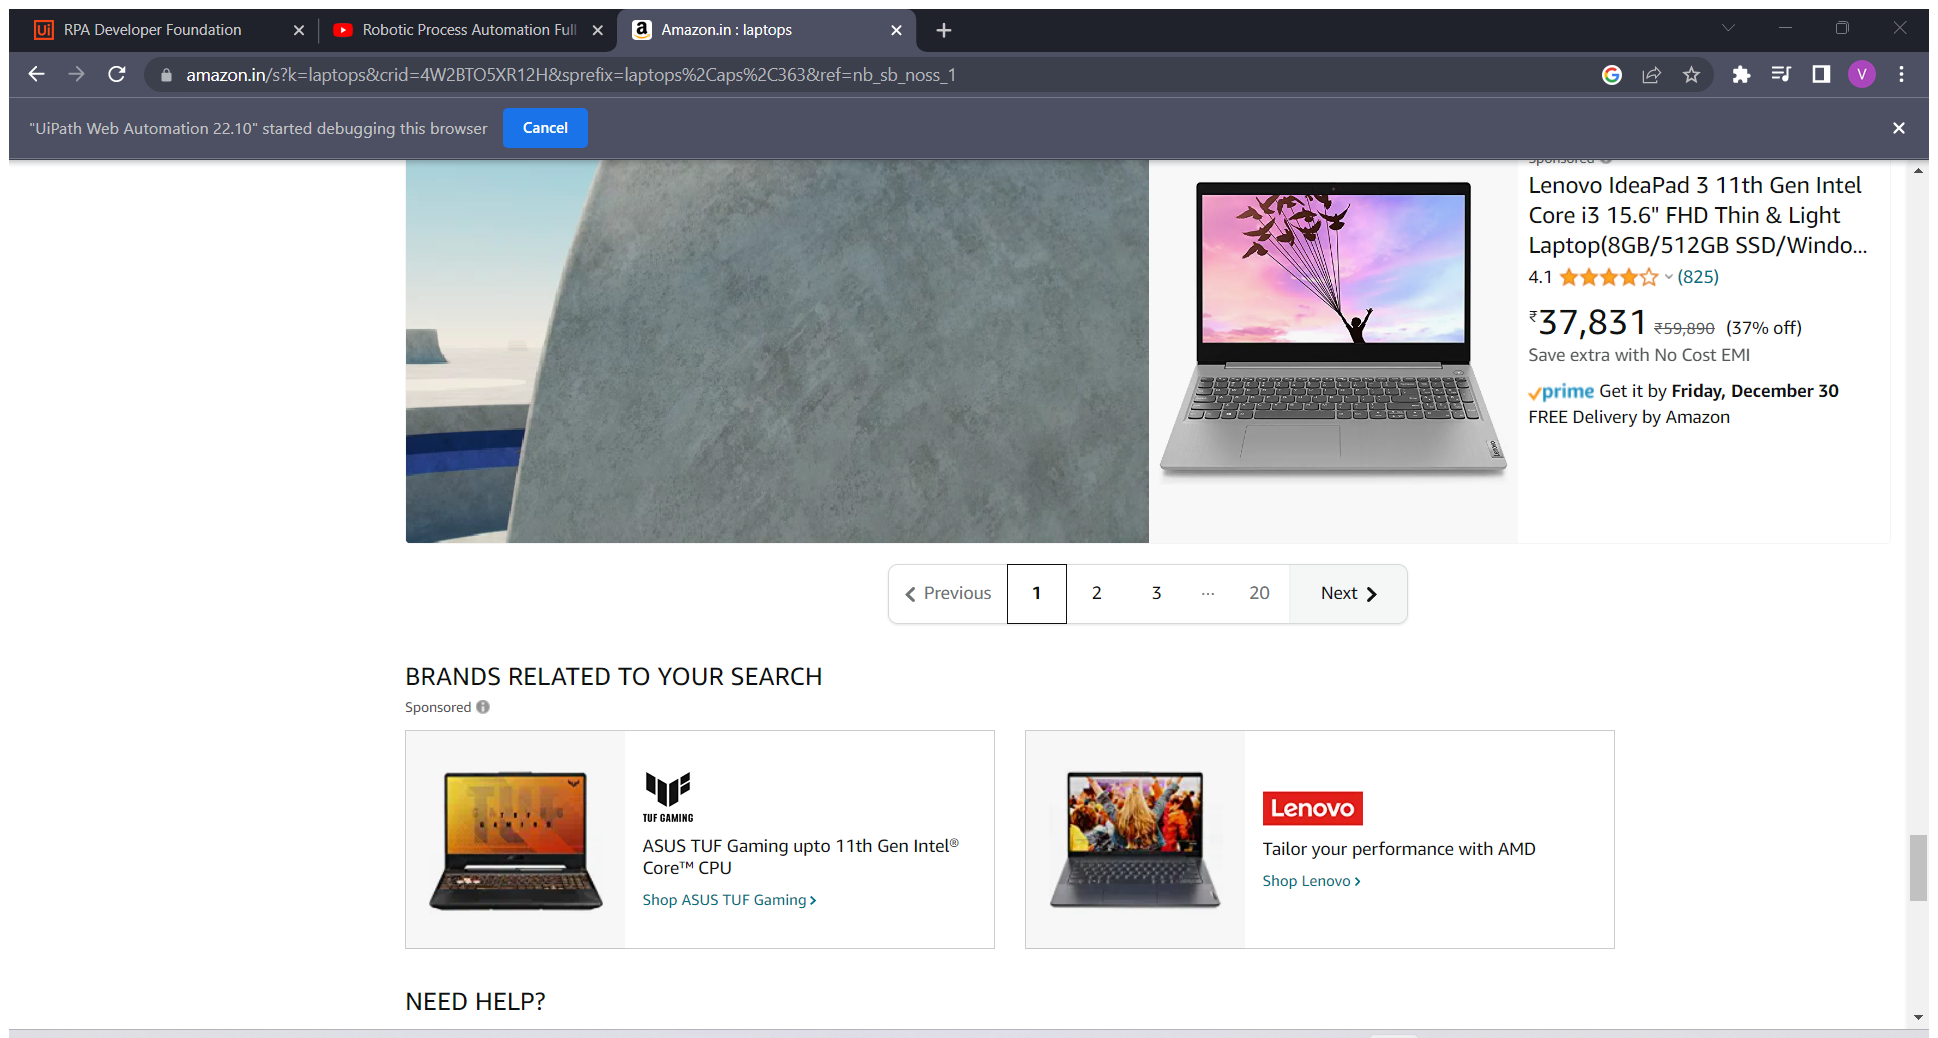 RPA Developer Foundation
Robotic Process Automation Full
Amazon.in : laptops
amazon.in/s?k=laptops&crid=4W2BTO5XR12H&sprefix=laptops%2Caps%2C363&ref=nb_sb_noss_1
V
"UiPath Web Automation 22.10" started debugging this browser
Cancel
Sponsored
Lenovo IdeaPad 3 11th Gen Intel
Core i3 15.6" FHD Thin & Light
Laptop(8GB/512GB SSD/Windo...
4.1 (825)
₹37,831 ₹59,890 (37% off)
Save extra with No Cost EMI
prime Get it by Friday, December 30
FREE Delivery by Amazon
Lenovo
Previous 1 2 3 ... 20 Next
BRANDS RELATED TO YOUR SEARCH
Sponsored
TUF GAMING
TUF GAMING
ASUS TUF Gaming upto 11th Gen Intel®
Core™ CPU
Shop ASUS TUF Gaming
Lenovo
Tailor your performance with AMD
Shop Lenovo
NEED HELP?